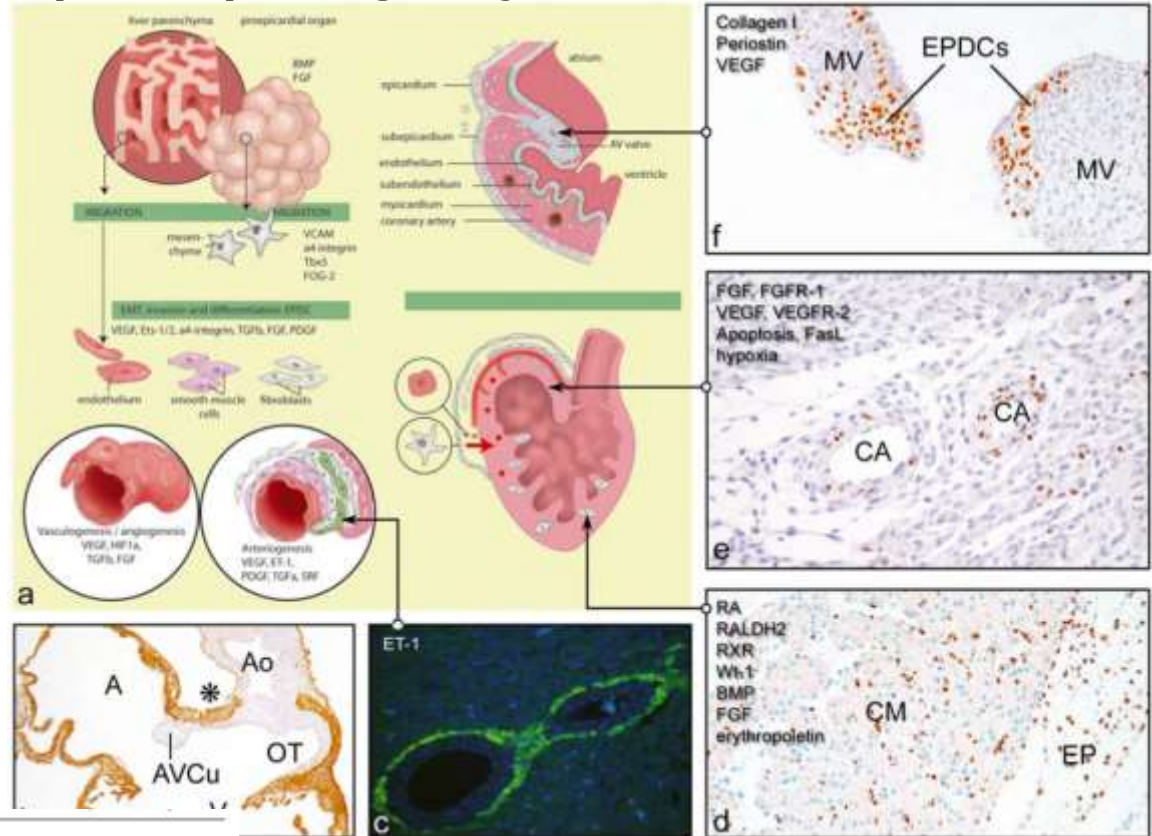 liver parenchyma
proepicardial organ
BMP
FGF
MIGRATION
MIGRATION
mesen-
chyme
VCAM
a4 integrin
Tbx5
FOG-2
EMT, invasion and differentiation EPDC
VEGF, Ets-1/2, a4-integrin, TGFb, FGF, PDGF
endothelium
smooth muscle
cells
fibroblasts
Vasculogenesis / angiogenesis
VEGF, HIF1a,
TGFb, FGF
Arteriogenesis
VEGF, ET-1,
PDGF, TGFa, SRF
a
atrium
epicardium
subepicardium
AV valve
endothelium
ventricle
subendothelium
myocardium
coronary artery
Collagen I
Periostin
VEGF
MV
EPDCs
MV
f
FGF, FGFR-1
VEGF, VEGFR-2
Apoptosis, FasL
hypoxia
CA
CA
e
RA
RALDH2
RXR
Wh1
BMP
FGF
erythropoietin
CM
EP
d
A
Ao
*
OT
AVCu
ET-1
c